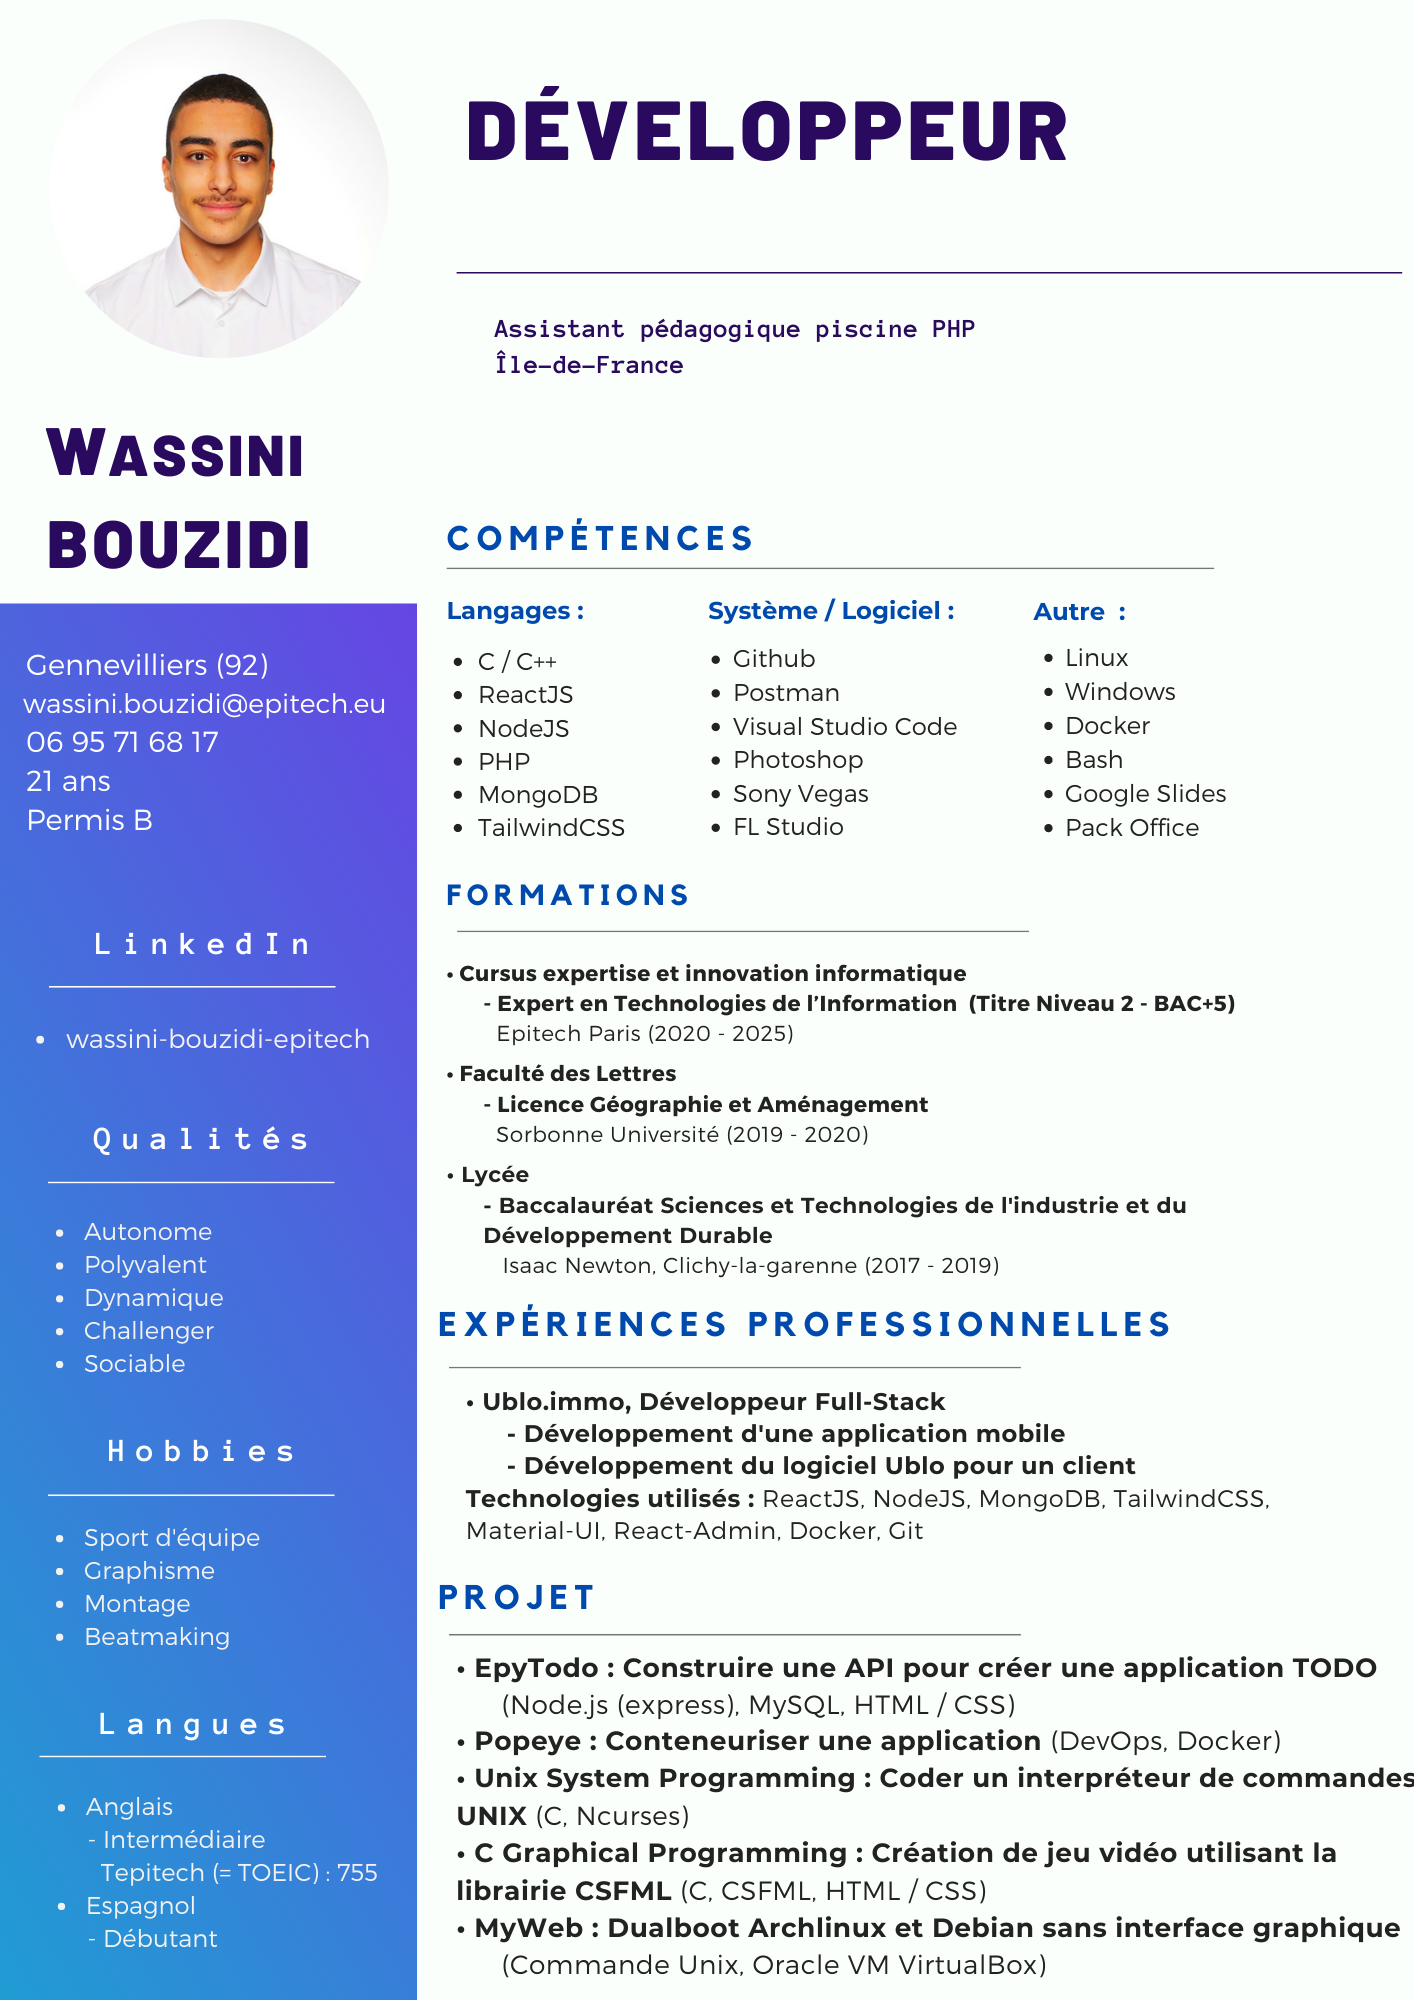 DÉVELOPPEUR
Assistant pédagogique piscine PHP
Île-de-France
WASSINI
BOUZIDI
Gennevilliers (92)
wassini.bouzidi@epitech.eu
06 95 71 68 17
21 ans
Permis B
LinkedIn
• wassini-bouzidi-epitech
Qualités
• Autonome
• Polyvalent
• Dynamique
• Challenger
• Sociable
Hobbies
• Sport d'équipe
• Graphisme
• Montage
• Beatmaking
Langues
• Anglais
- Intermédiaire
Tepitech (= TOEIC) : 755
• Espagnol
- Débutant
COMPÉTENCES
Langages :
• C / C++
• ReactJS
• NodeJS
• PHP
• MongoDB
• TailwindCSS
Système / Logiciel :
• Github
• Postman
• Visual Studio Code
• Photoshop
• Sony Vegas
• FL Studio
Autre :
• Linux
• Windows
• Docker
• Bash
• Google Slides
• Pack Office
FORMATIONS
• Cursus expertise et innovation informatique
- Expert en Technologies de l’Information (Titre Niveau 2 - BAC+5)
Epitech Paris (2020 - 2025)
• Faculté des Lettres
- Licence Géographie et Aménagement
Sorbonne Université (2019 - 2020)
• Lycée
- Baccalauréat Sciences et Technologies de l'industrie et du
Développement Durable
Isaac Newton, Clichy-la-garenne (2017 - 2019)
EXPÉRIENCES PROFESSIONNELLES
• Ublo.immo, Développeur Full-Stack
- Développement d'une application mobile
- Développement du logiciel Ublo pour un client
Technologies utilisés : ReactJS, NodeJS, MongoDB, TailwindCSS,
Material-UI, React-Admin, Docker, Git
PROJET
• EpyTodo : Construire une API pour créer une application TODO
(Node.js (express), MySQL, HTML / CSS)
• Popeye : Conteneuriser une application (DevOps, Docker)
• Unix System Programming : Coder un interpréteur de commandes
UNIX (C, Ncurses)
• C Graphical Programming : Création de jeu vidéo utilisant la
librairie CSFML (C, CSFML, HTML / CSS)
• MyWeb : Dualboot Archlinux et Debian sans interface graphique
(Commande Unix, Oracle VM VirtualBox)